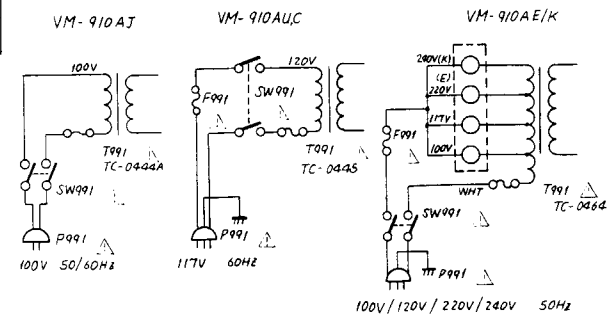 VM-910AJ
100V
T991
TC-0444A
SW991
P991
100V 50/60Hz
VM-910AU,C
120V
F991
SW991
T991
TC-0445
P991
117V 60Hz
VM-910AE/K
240V(K)
(E)
220V
117V
100V
F991
WHT
T991
TC-0464
SW991
P991
100V/120V/220V/240V 50Hz